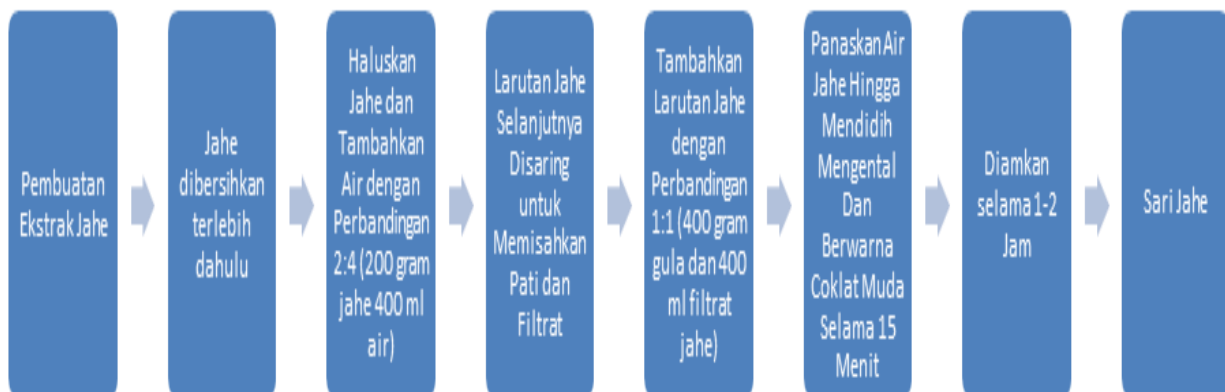 Pembuatan
Ekstrak Jahe
Jahe
dibersihkan
terlebih
dahulu
Haluskan
Jahe dan
Tambahkan
Air dengan
Perbandingan
2:4 (200 gram
jahe 400 ml
air)
Larutan Jahe
Selanjutnya
Disaring
untuk
Memisahkan
Pati dan
Filtrat
Tambahkan
Larutan Jahe
dengan
Perbandingan
1:1 (400 gram
gula dan 400
ml filtrat
jahe)
Panaskan Air
Jahe Hingga
Mendidih
Mengental
Dan
Berwarna
Coklat Muda
Selama 15
Menit
Diamkan
selama 1-2
Jam
Sari Jahe